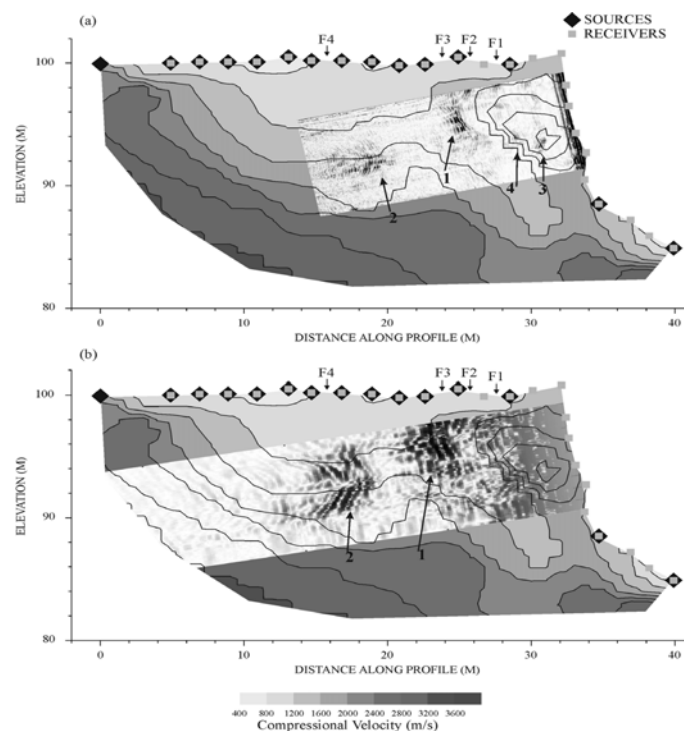 (a)
SOURCES
RECEIVERS
F4 F3 F2 F1
100
90
80
ELEVATION (M)
1
2
4 3
0 10 20 30 40
DISTANCE ALONG PROFILE (M)
(b)
F4 F3 F2 F1
100
90
80
ELEVATION (M)
2 1
0 10 20 30 40
DISTANCE ALONG PROFILE (M)
400 800 1200 1600 2000 2400 2800 3200 3600
Compressional Velocity (m/s)